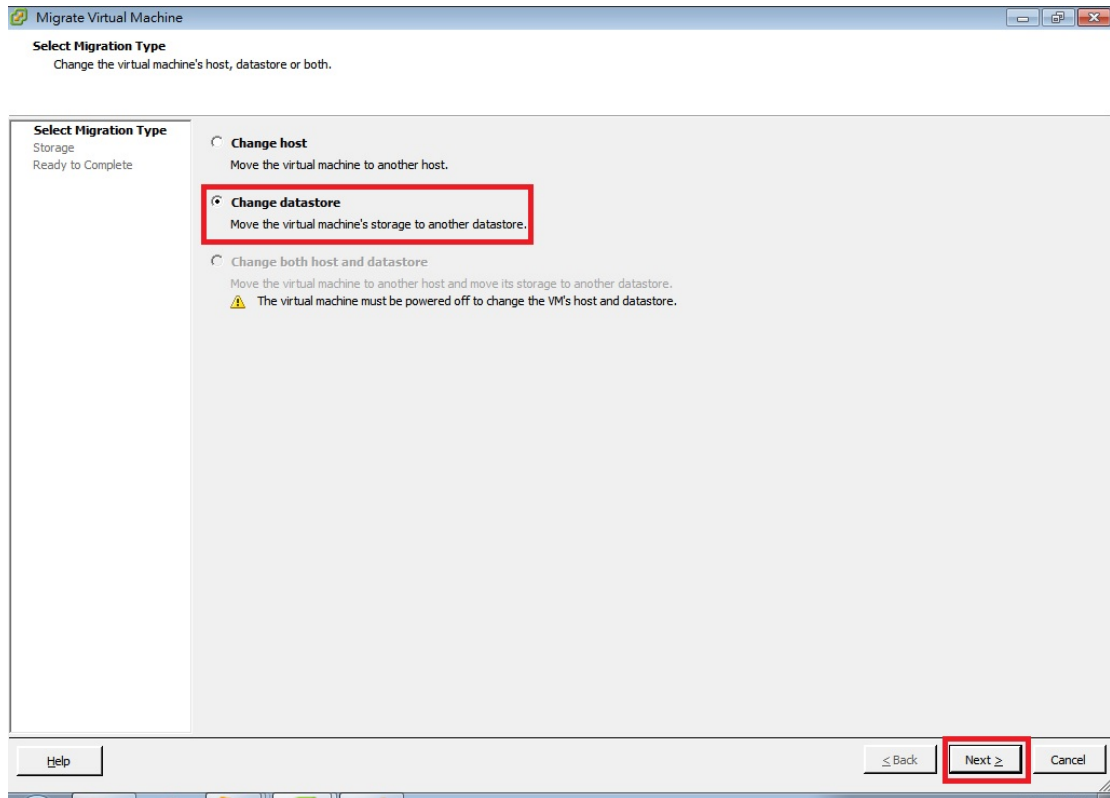 Migrate Virtual Machine
Select Migration Type
Change the virtual machine's host, datastore or both.
Select Migration Type
Storage
Ready to Complete
Change host
Move the virtual machine to another host.
Change datastore
Move the virtual machine's storage to another datastore.
Change both host and datastore
Move the virtual machine to another host and move its storage to another datastore.
The virtual machine must be powered off to change the VM's host and datastore.
Help
< Back
Next >
Cancel